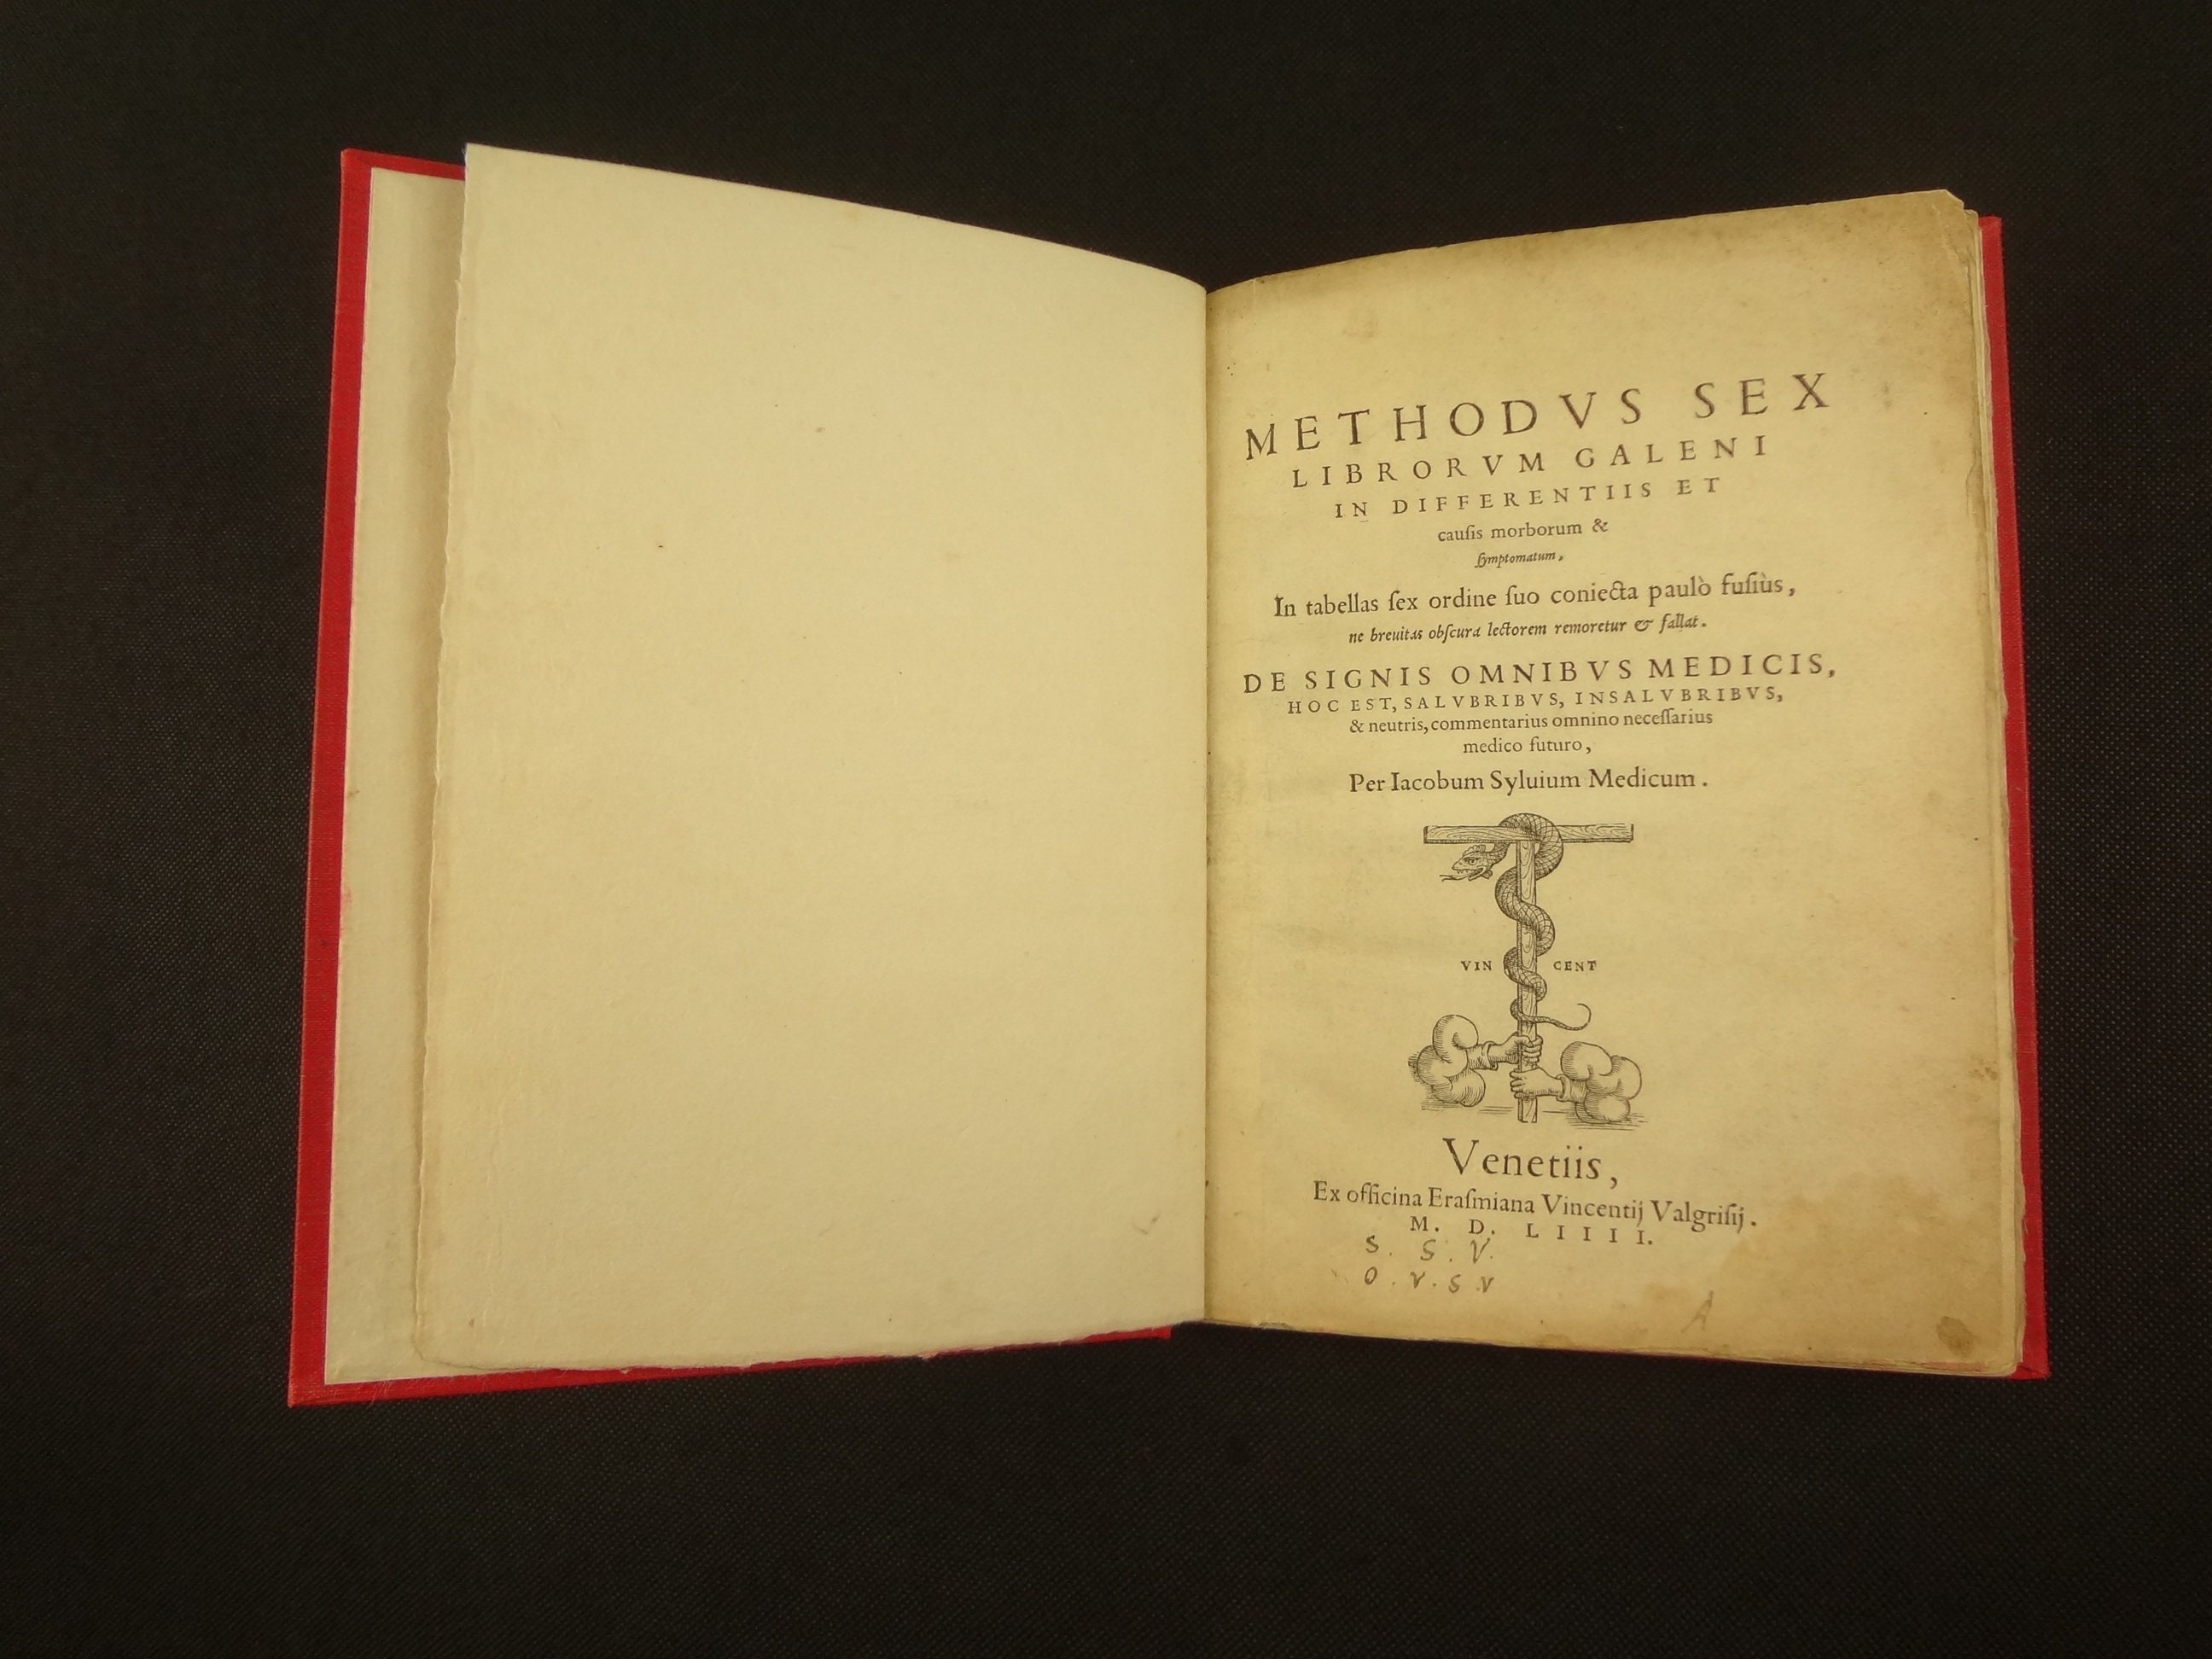 METHODVS SEX
LIBRORVM GALENI
IN DIFFERENTIIS ET
cauſis morborum &
ſymptomatum,
In tabellas ſex ordine ſuo coniecta paulò fuſiùs,
ne breuitas obſcura lectorem remoretur & fallat.
DE SIGNIS OMNIBVS MEDICIS,
HOC EST, SALVBRIBVS, INSALVBRIBVS,
& neutris, commentarius omnino neceſſarius
medico futuro,
Per Iacobum Syluium Medicum.
VIN CENT
Venetiis,
Ex officina Eraſmiana Vincentij Valgriſij.
M. D. LIIII.
S. S. V.
O. V. S. V
A